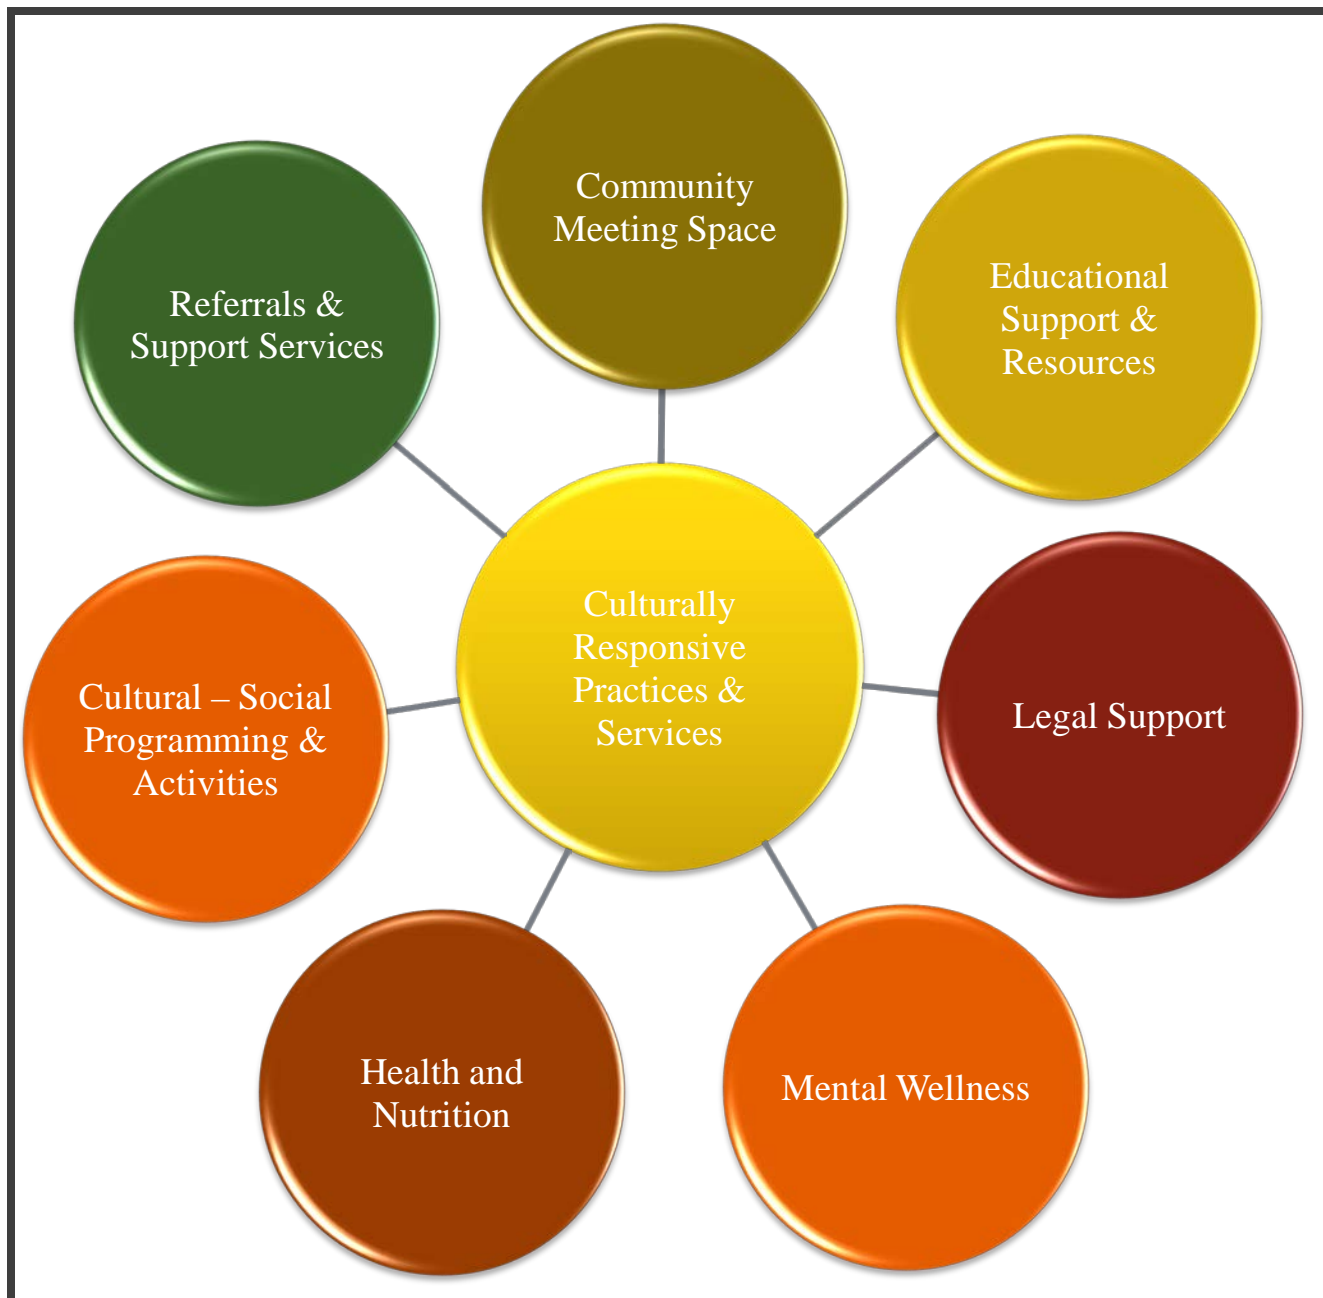 Community
Meeting Space
Educational
Support &
Resources
Referrals &
Support Services
Culturally
Responsive
Practices &
Services
Legal Support
Cultural – Social
Programming &
Activities
Health and
Nutrition
Mental Wellness